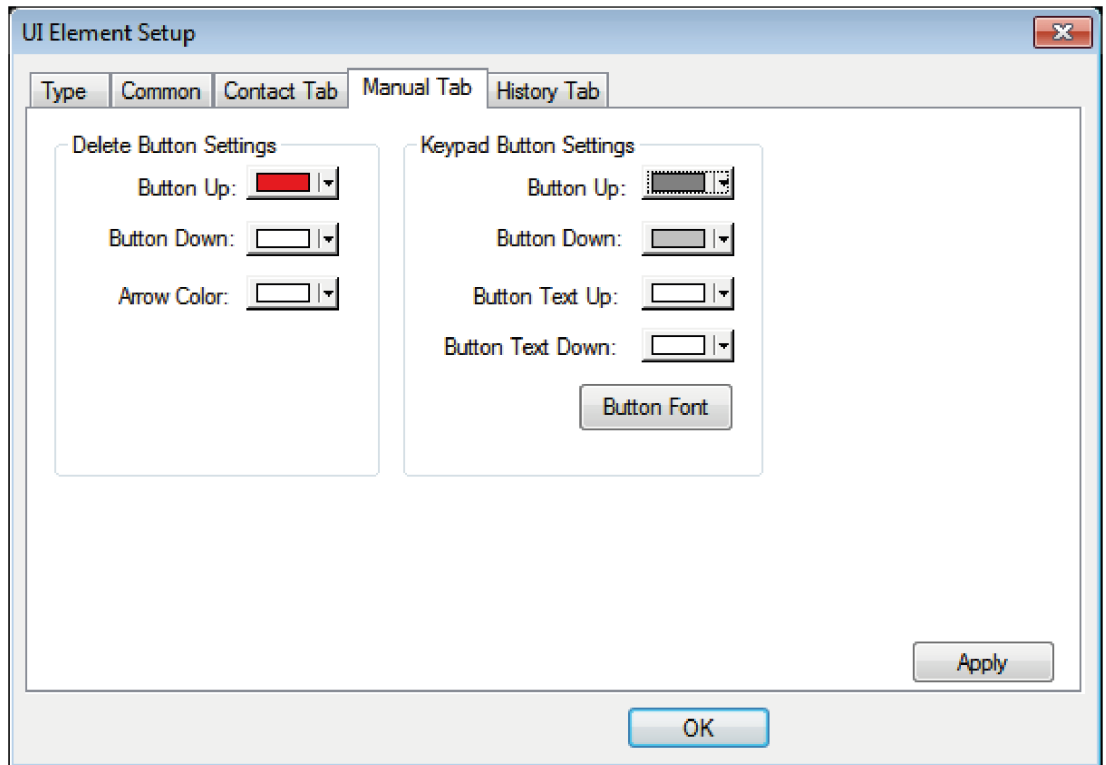 UI Element Setup
Type Common Contact Tab Manual Tab History Tab
Delete Button Settings
Button Up:
Button Down:
Arrow Color:
Keypad Button Settings
Button Up:
Button Down:
Button Text Up:
Button Text Down:
Button Font
Apply
OK